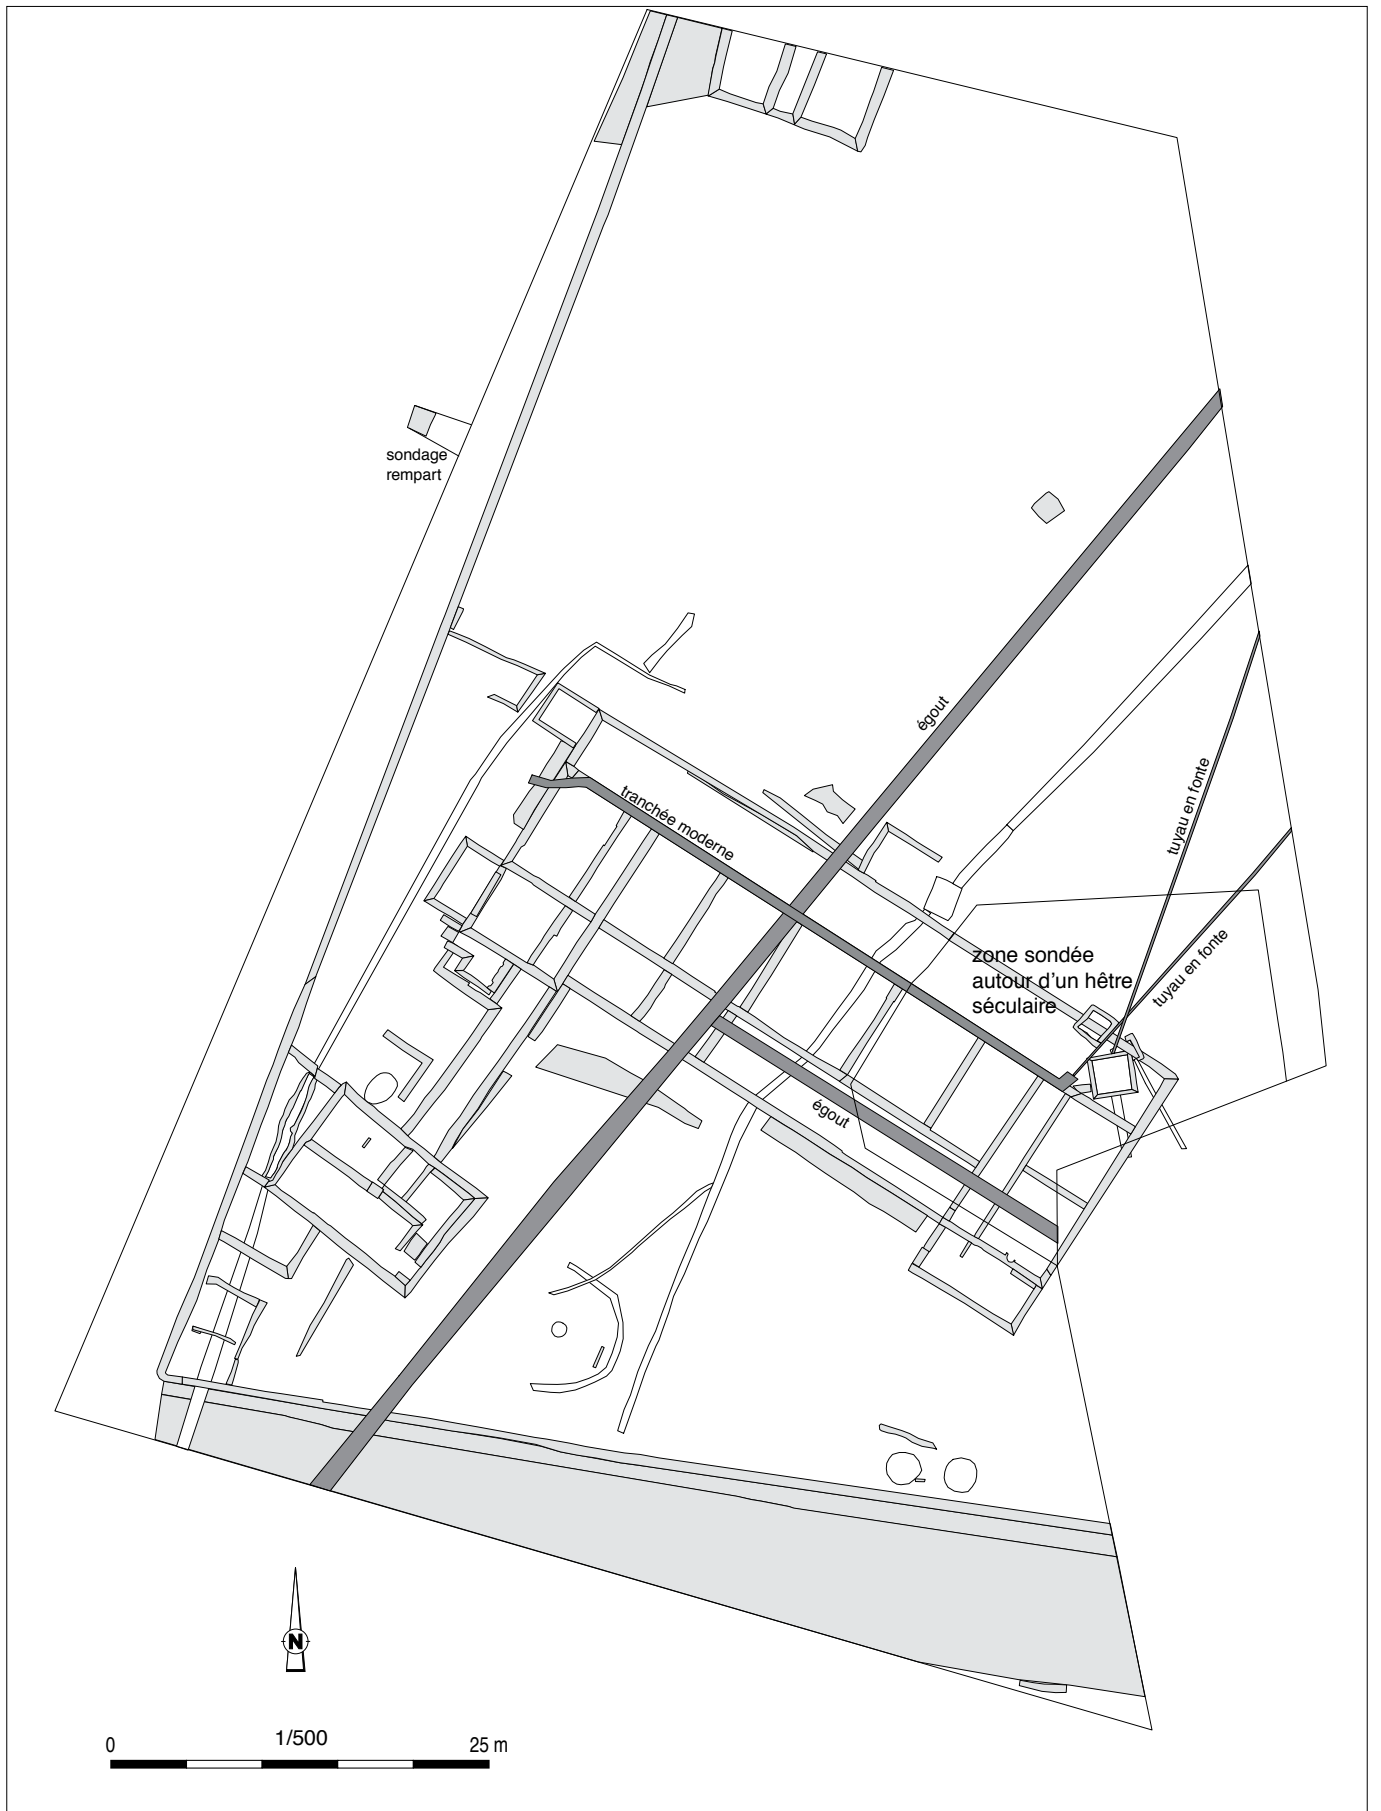 sondage
rempart
égout
tranchée moderne
tuyau en fonte
zone sondée
autour d'un hêtre
séculaire
tuyau en fonte
égout
N
0
1/500
25 m